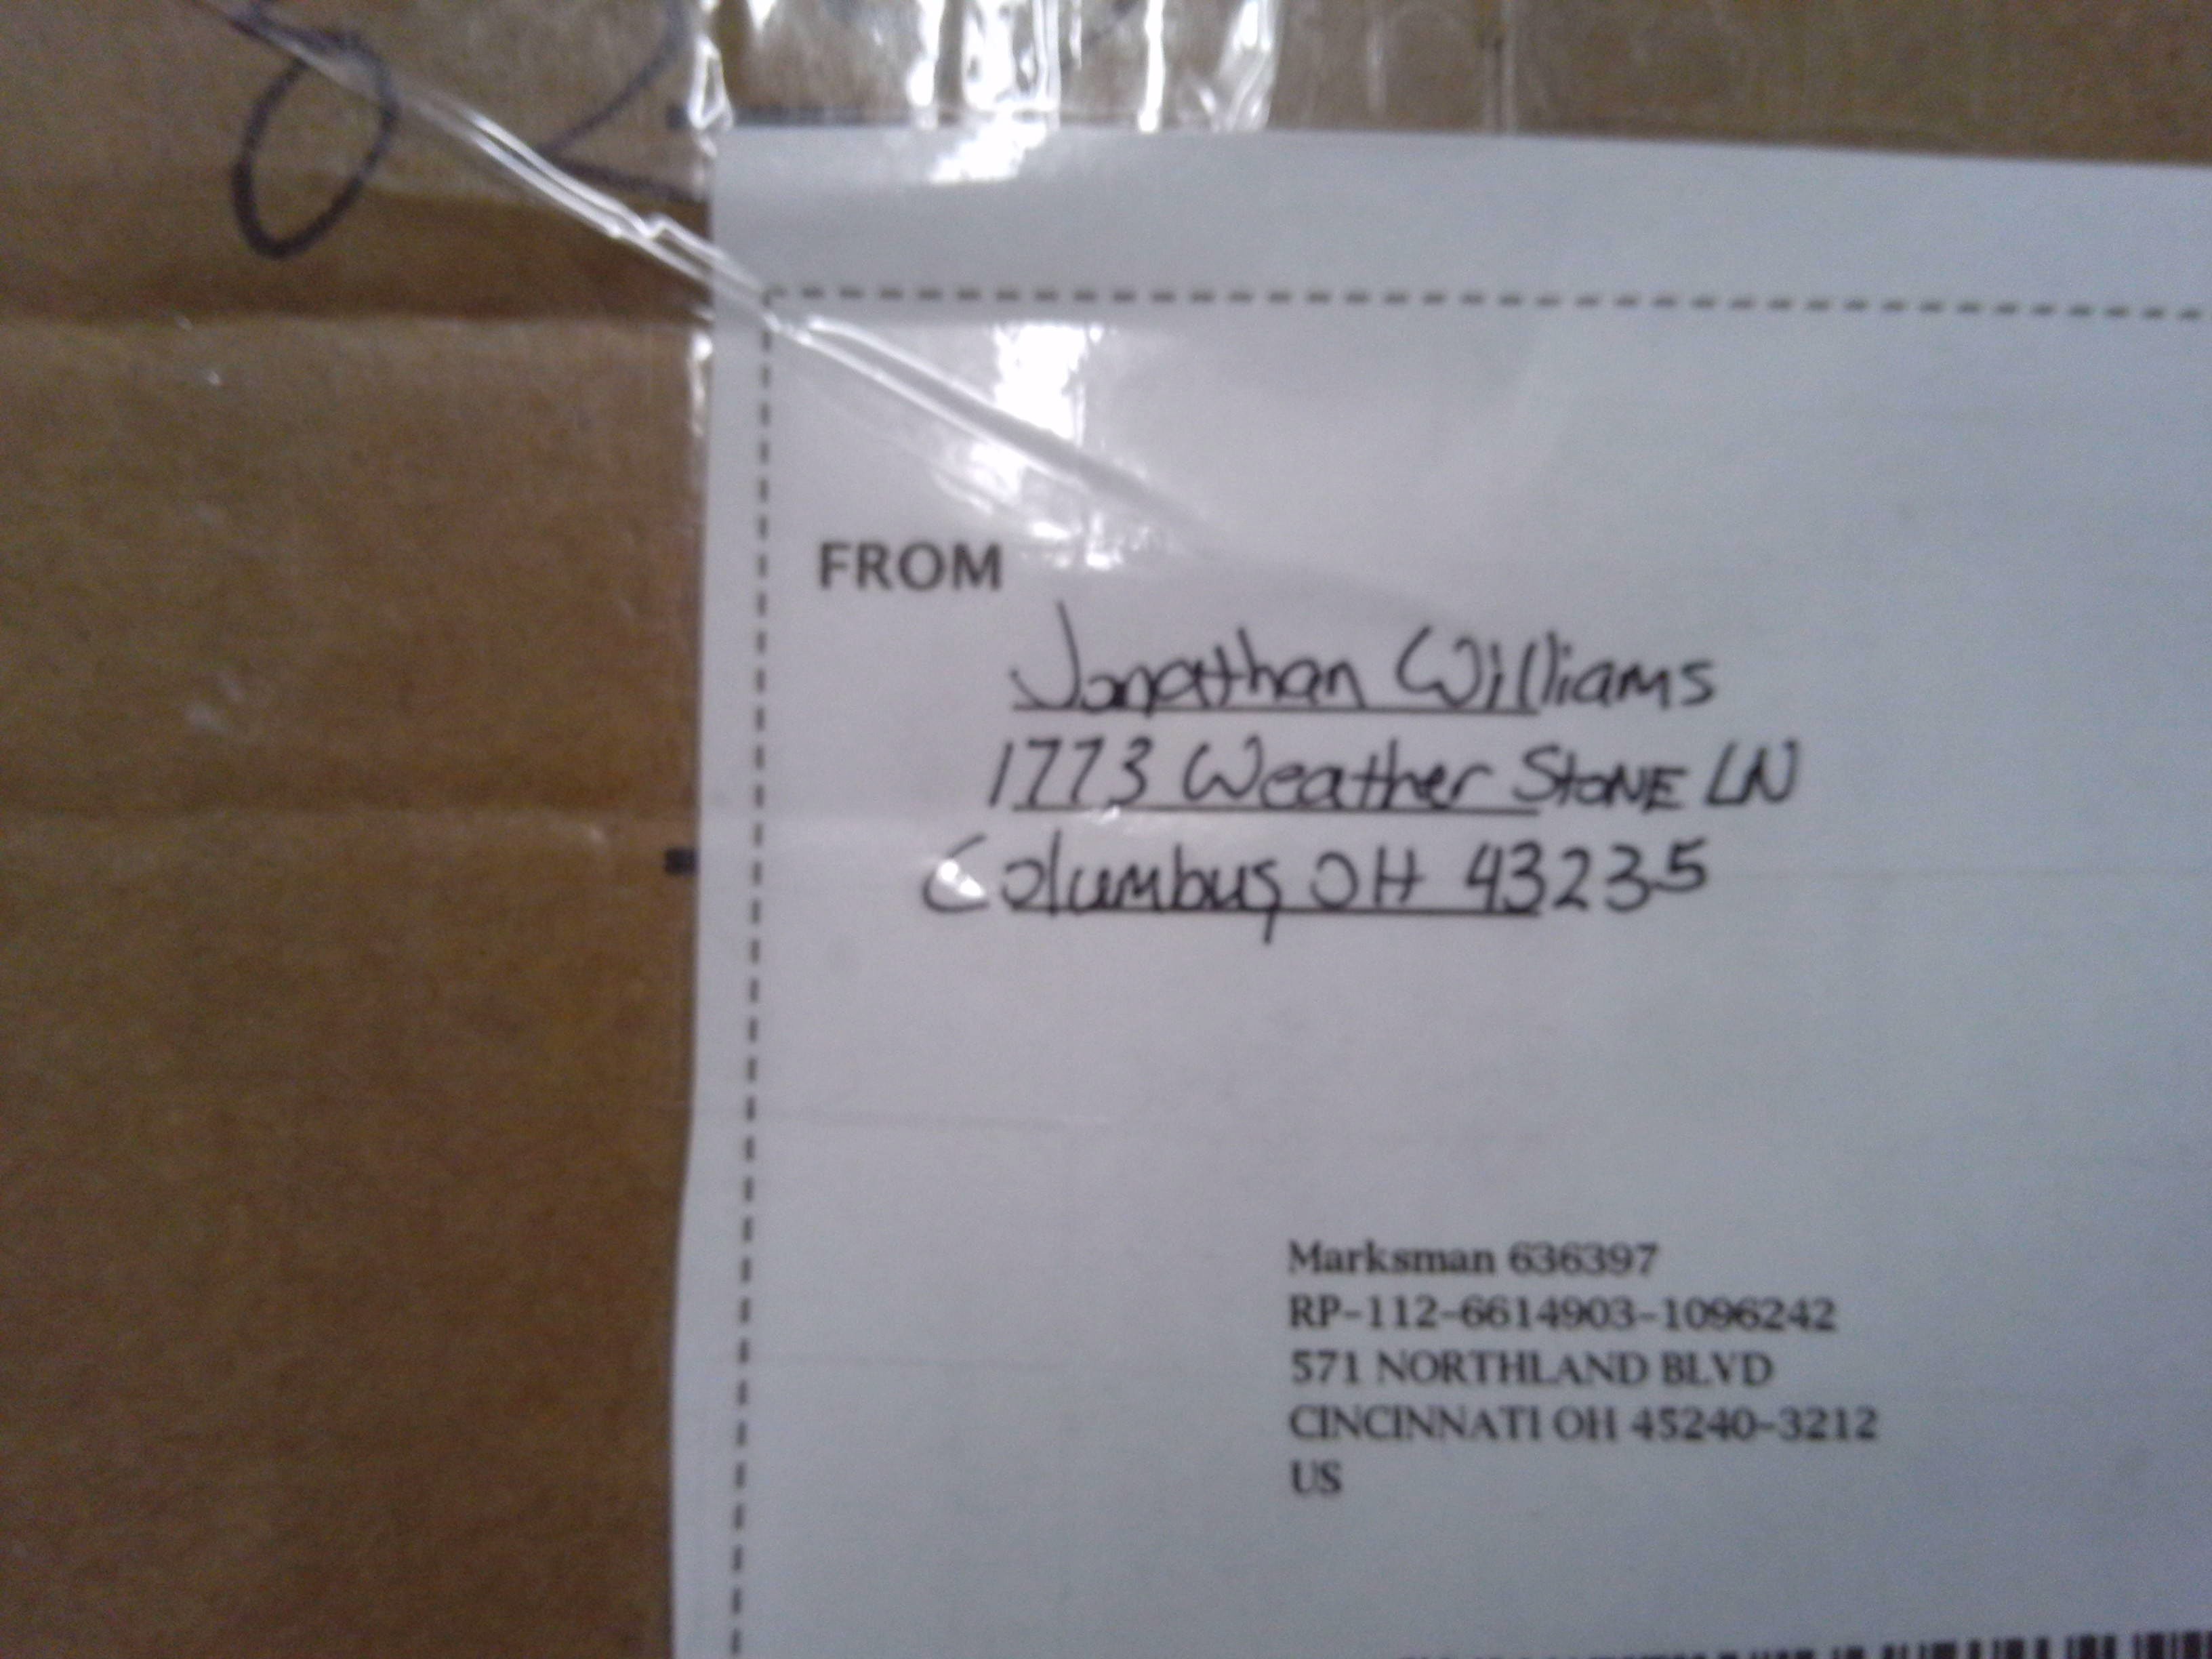 82
FROM
Jonathan Williams
1773 Weather StoNE LN
Columbus, OH 43235
Marksman 636397
RP-112-6614903-1096242
571 NORTHLAND BLVD
CINCINNATI OH 45240-3212
US